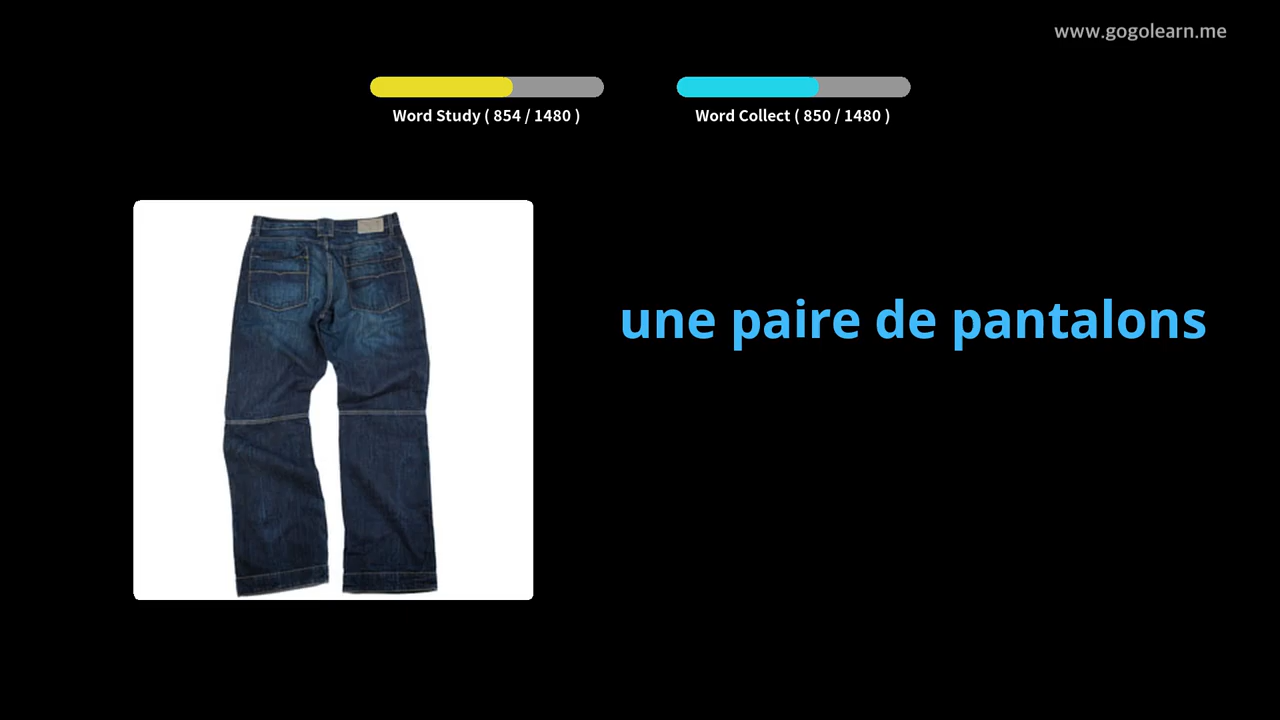 www.gogolearn.me
Word Study ( 854 / 1480 )
Word Collect ( 850 / 1480 )
une paire de pantalons